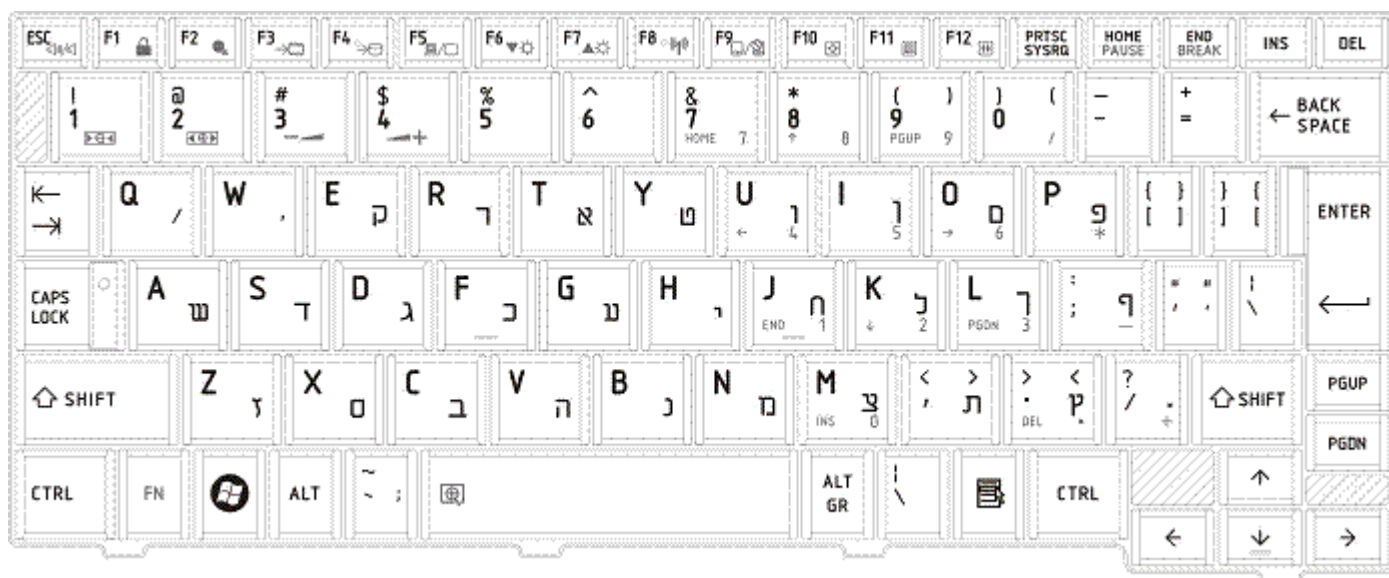 ESC F1 F2 F3 F4 F5 F6 F7 F8 F9 F10 F11 F12 PRTSC SYSRQ HOME PAUSE END BREAK INS DEL
! 1 @ 2 # 3 $ 4 % 5 ^ 6 & 7 HOME 7 * 8 8 ( ) 9 PGUP 9 ) ( 0 / — - + = BACK SPACE
Q / W ' E ק R ר T א Y ט U ו 4 I ן 5 O ם 6 P פ * { } [ ] } { ] [ ENTER
CAPS LOCK A ש S ד D ג F כ G ע H י J ח END 1 K ל 2 L ך PGDN 3 : ; ף - " " ' , | \
SHIFT Z ז X ס C ב V ה B נ N מ M צ INS 0 < > , ת > < . ץ DEL . ? / . + SHIFT PGUP
PGDN
CTRL FN ALT ~ ` ; ALT GR | \ CTRL